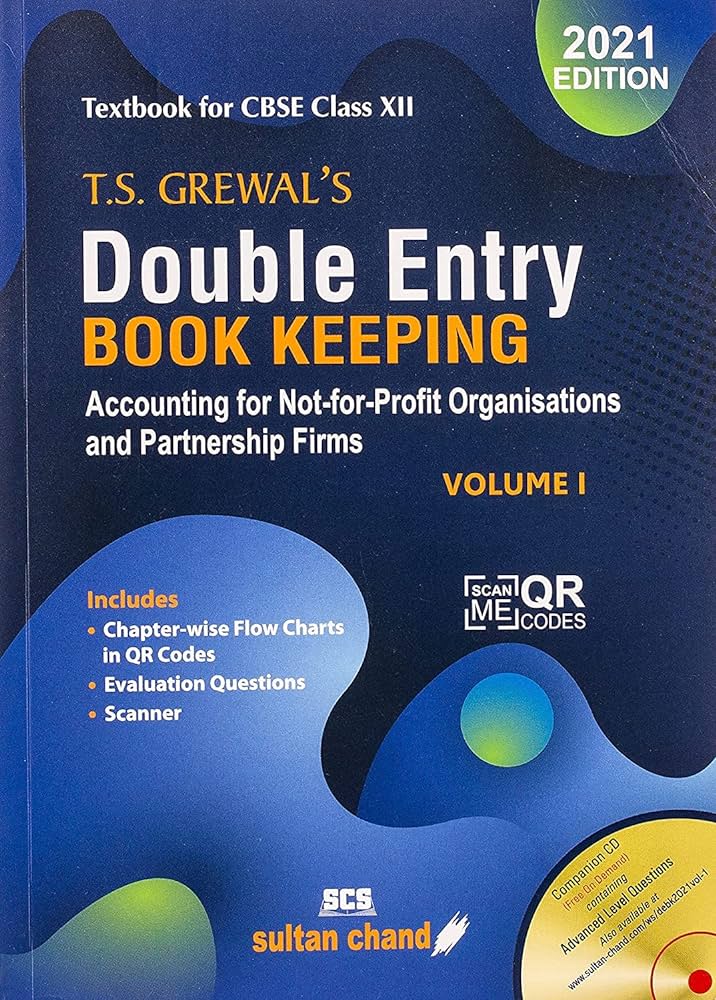 2021
EDITION
Textbook for CBSE Class XII
T.S. GREWAL'S
Double Entry
BOOK KEEPING
Accounting for Not-for-Profit Organisations
and Partnership Firms
VOLUME I
SCAN
ME
QR
CODES
Includes
• Chapter-wise Flow Charts
in QR Codes
• Evaluation Questions
• Scanner
Companion CD
(Free On Demand)
containing
Advanced Level Questions
Also available at
www.sultan-chand.com/ws/debk2021vol-1
SCS
sultan chand